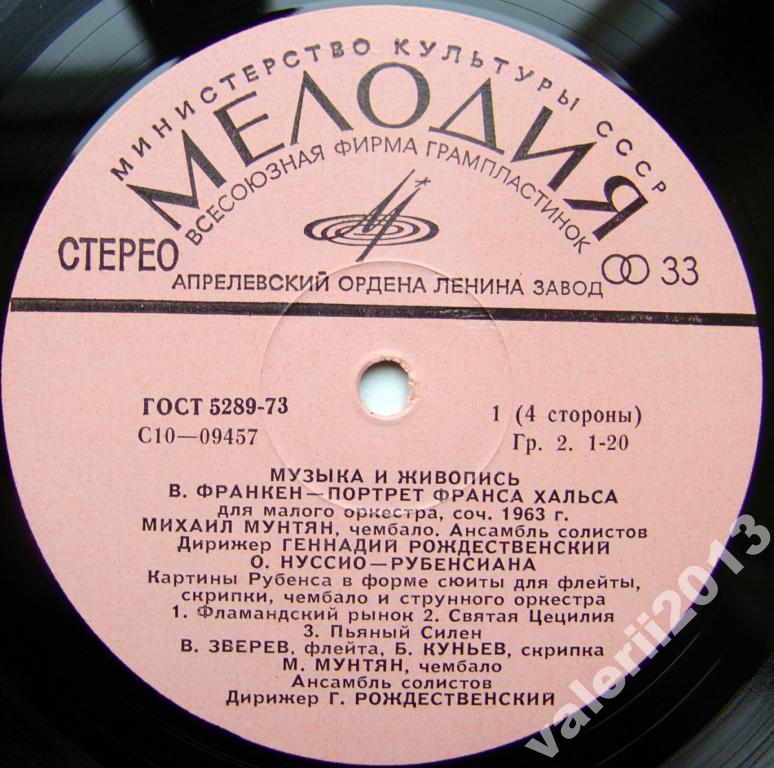 МИНИСТЕРСТВО КУЛЬТУРЫ СССР
МЕЛОДИЯ
ВСЕСОЮЗНАЯ ФИРМА ГРАМПЛАСТИНОК
СТЕРЕО
33
АПРЕЛЕВСКИЙ ОРДЕНА ЛЕНИНА ЗАВОД
ГОСТ 5289-73
1 (4 стороны)
С10—09457
Гр. 2. 1-20
МУЗЫКА И ЖИВОПИСЬ
В. ФРАНКЕН—ПОРТРЕТ ФРАНСА ХАЛЬСА
для малого оркестра, соч. 1963 г.
МИХАИЛ МУНТЯН, чембало. Ансамбль солистов
Дирижер ГЕННАДИЙ РОЖДЕСТВЕНСКИЙ
О. НУССИО—РУБЕНСИАНА
Картины Рубенса в форме сюиты для флейты,
скрипки, чембало и струнного оркестра
1. Фламандский рынок 2. Святая Цецилия
3. Пьяный Силен
В. ЗВЕРЕВ, флейта, Б. КУНЬЕВ, скрипка
М. МУНТЯН, чембало
Ансамбль солистов
Дирижер Г. РОЖДЕСТВЕНСКИЙ
valerii2013